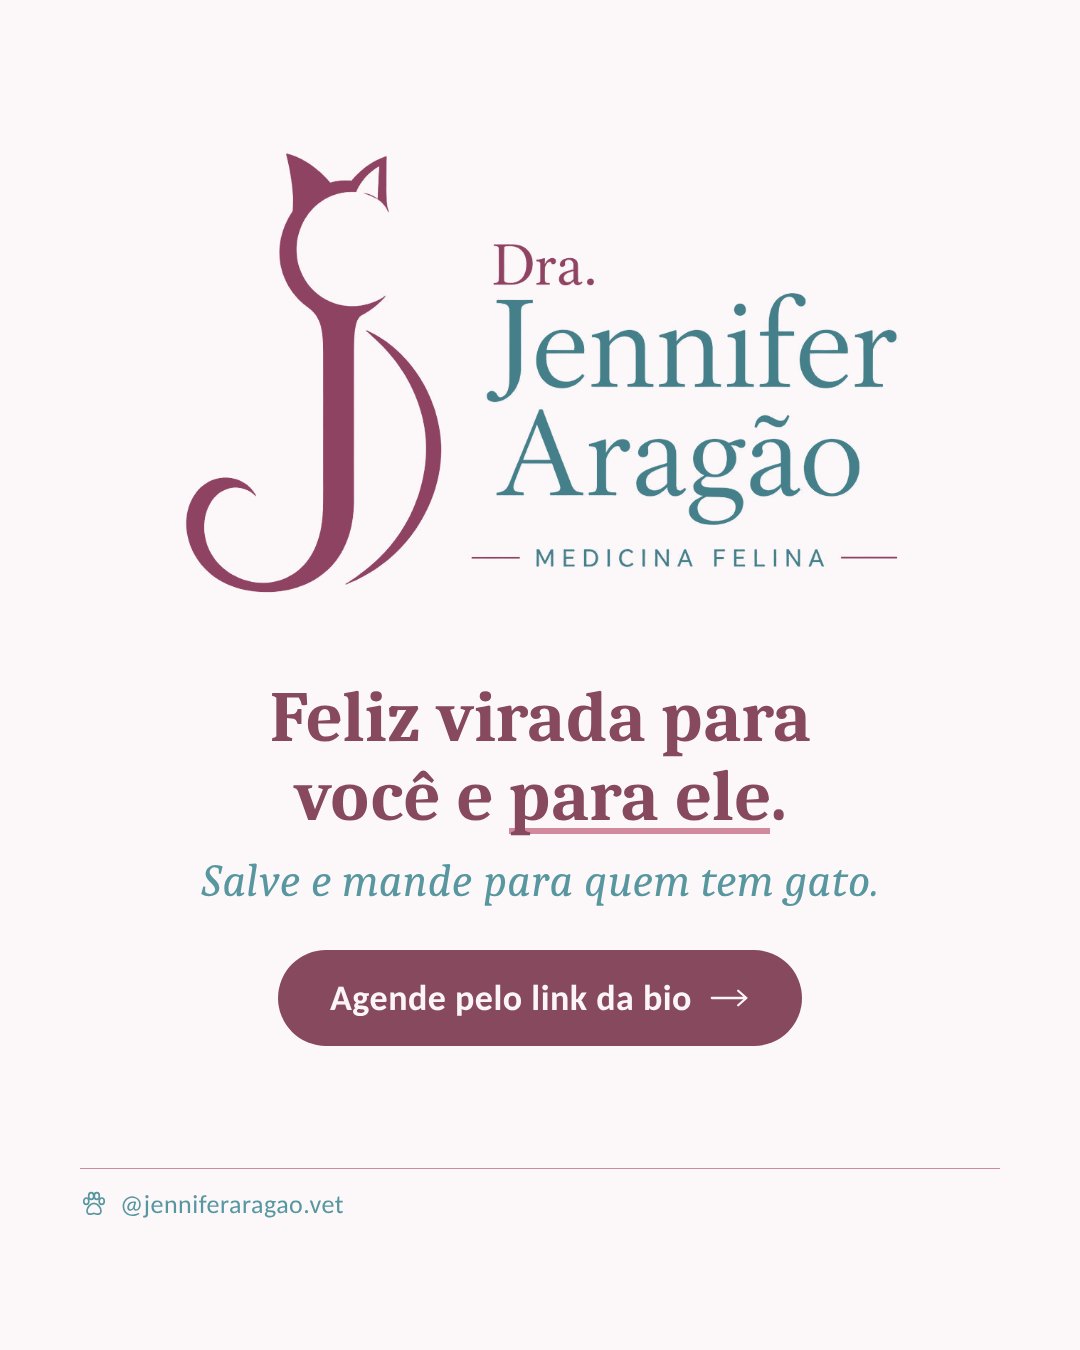 Dra.
Jennifer
Aragão
MEDICINA FELINA
Feliz virada para
você e para ele.
Salve e mande para quem tem gato.
Agende pelo link da bio →
@jenniferaragao.vet